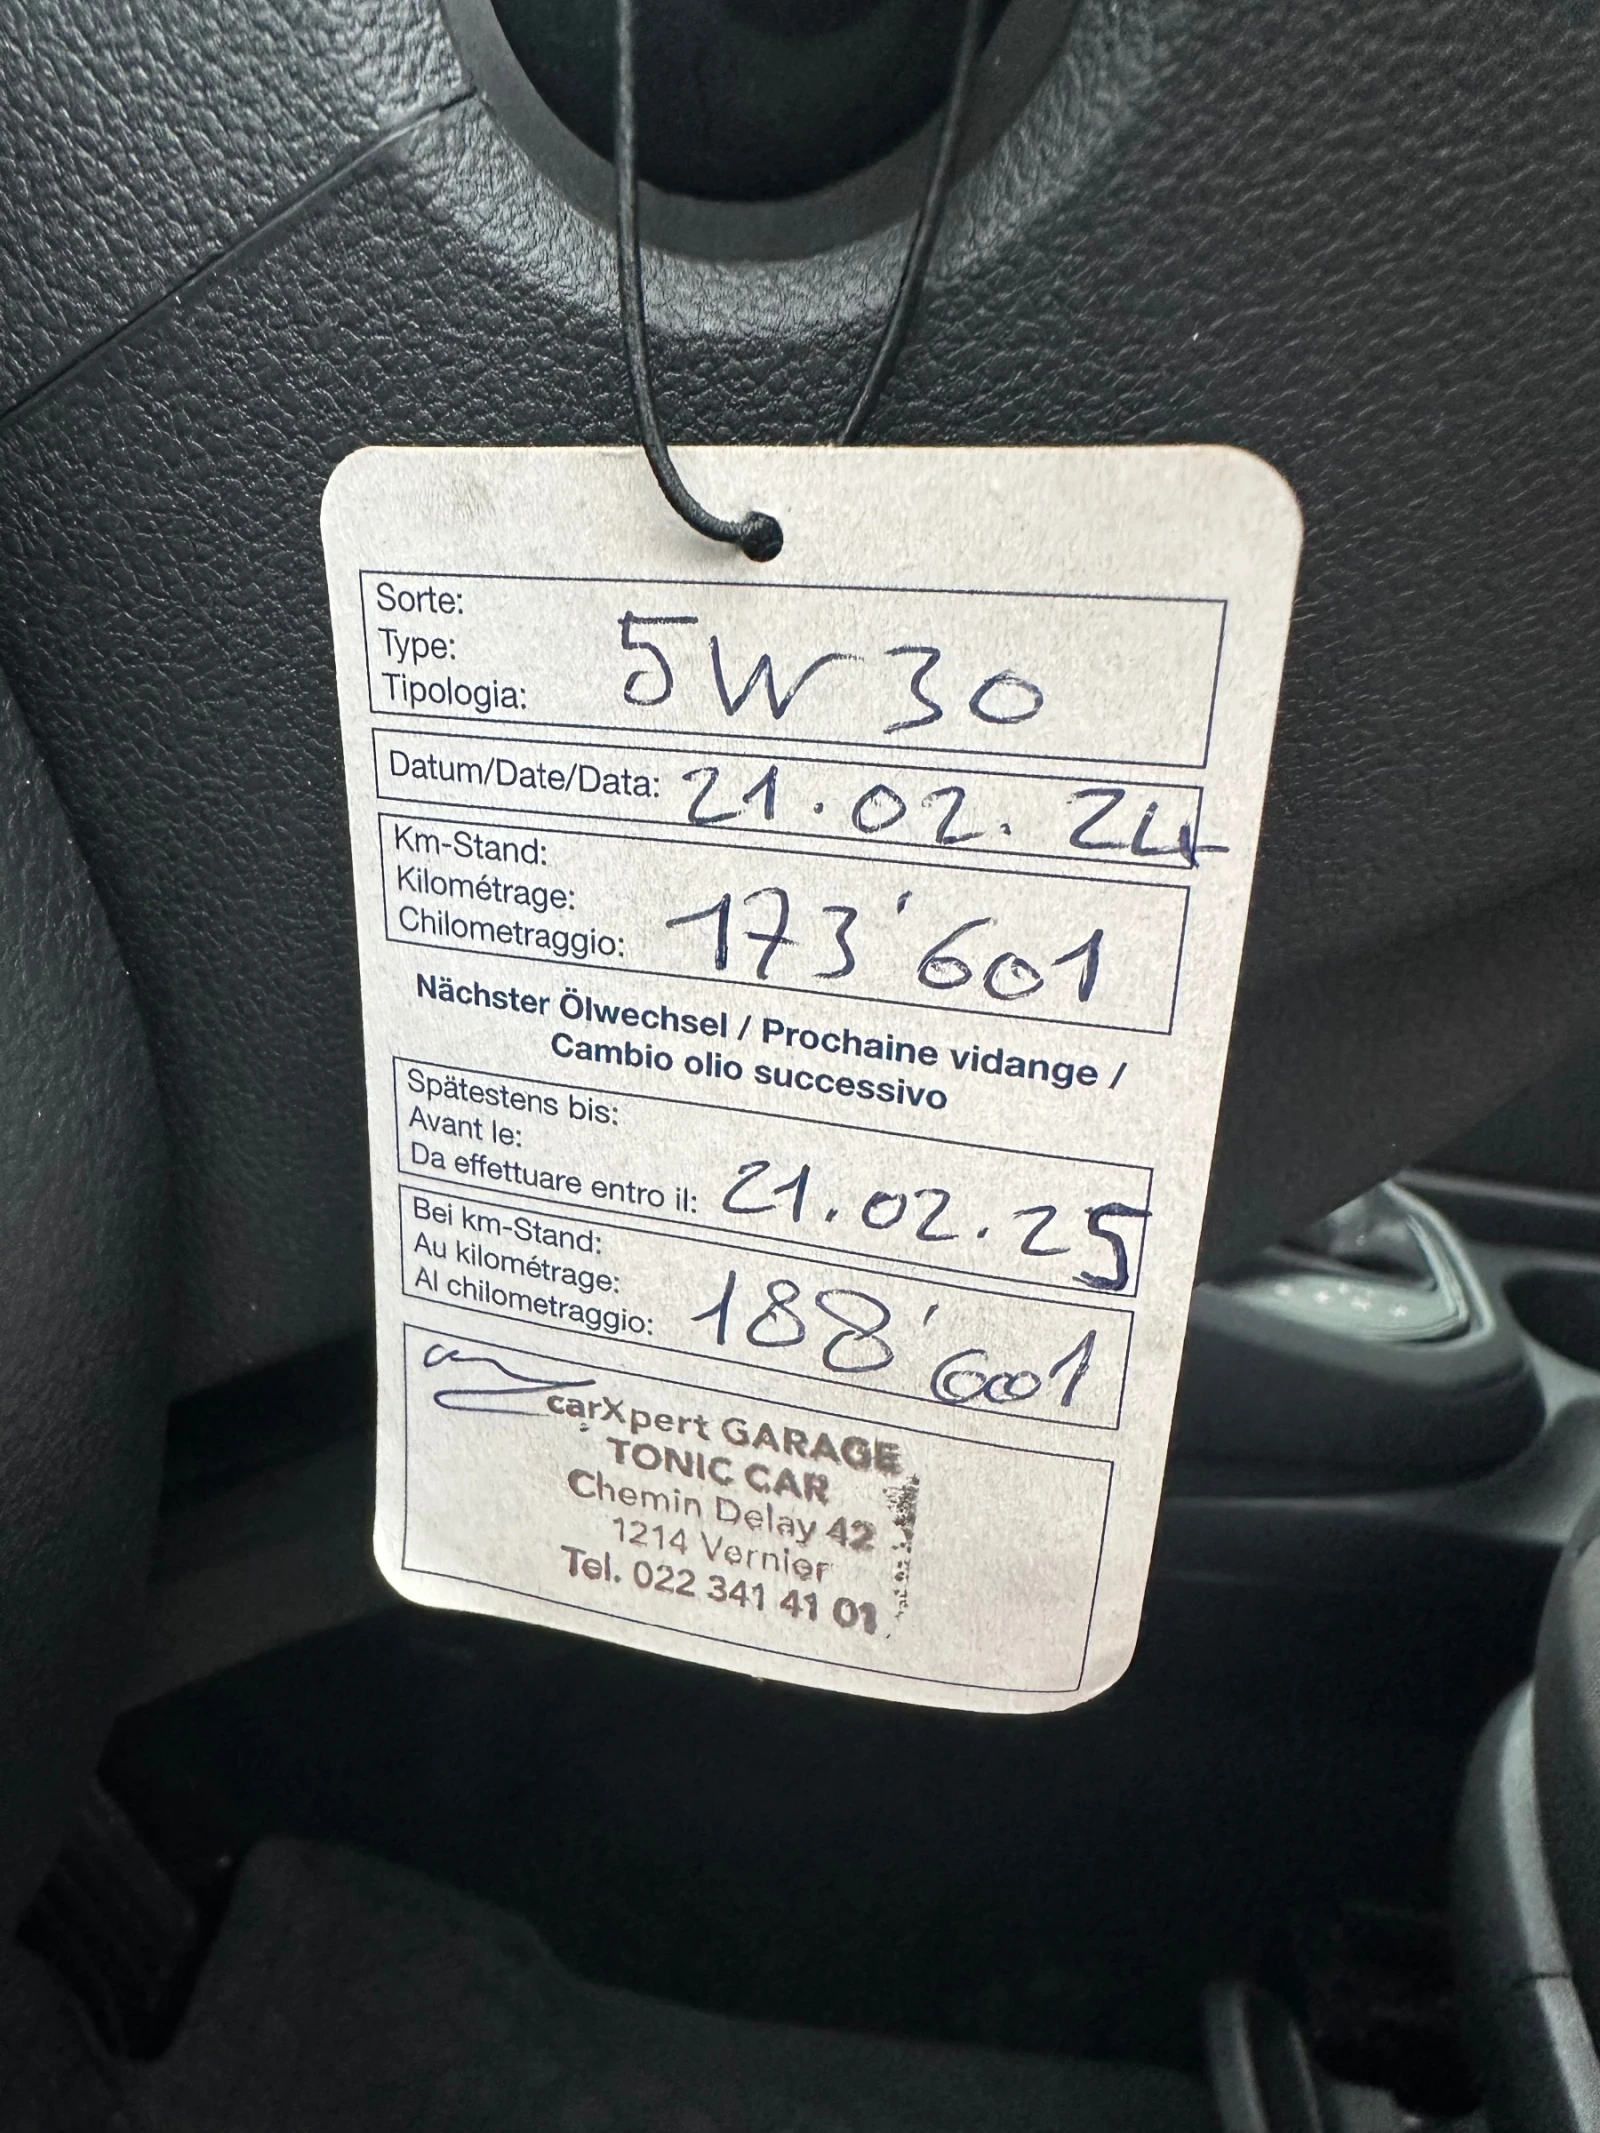 Sorte:
Type: 5W30
Tipologia:
Datum/Date/Data: 21.02.24
Km-Stand:
Kilométrage: 173'601
Chilometraggio:
Nächster Ölwechsel / Prochaine vidange /
Cambio olio successivo
Spätestens bis:
Avant le:
Da effettuare entro il: 21.02.25
Bei km-Stand:
Au kilométrage: 188'601
Al chilometraggio:
carXpert GARAGE
TONIC CAR
Chemin Delay 42
1214 Vernier
Tel. 022 341 41 01